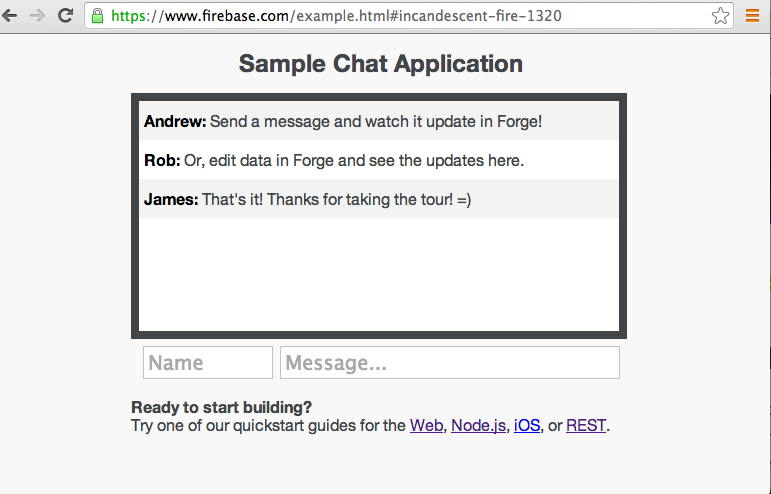 https://www.firebase.com/example.html#incandescent-fire-1320
Sample Chat Application
Andrew: Send a message and watch it update in Forge!
Rob: Or, edit data in Forge and see the updates here.
James: That's it! Thanks for taking the tour! =)
Name Message...
Ready to start building?
Try one of our quickstart guides for the Web, Node.js, iOS, or REST.